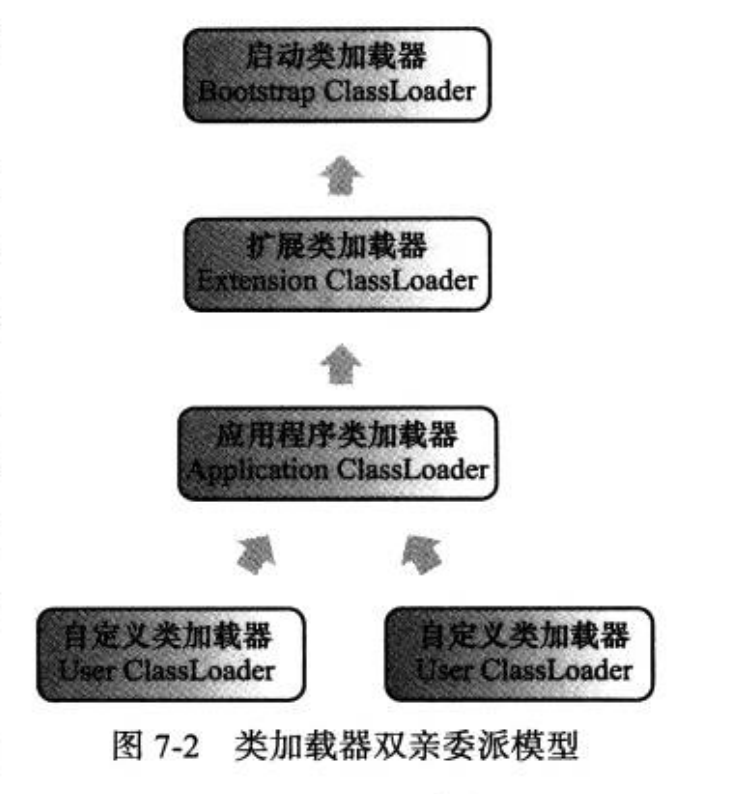 启动类加载器
Bootstrap ClassLoader
扩展类加载器
Extension ClassLoader
应用程序类加载器
Application ClassLoader
自定义类加载器
User ClassLoader
自定义类加载器
User ClassLoader
图 7-2 类加载器双亲委派模型